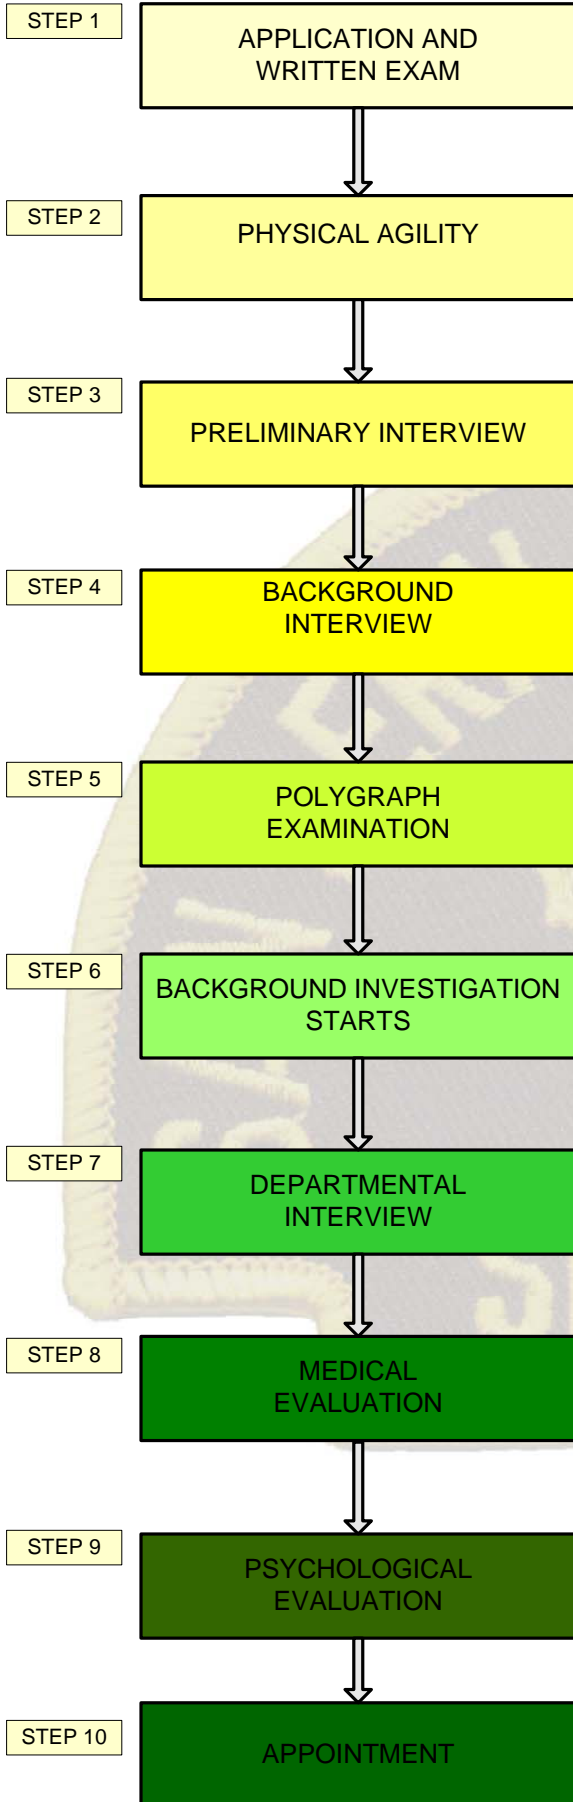 STEP 1
APPLICATION AND
WRITTEN EXAM
STEP 2
PHYSICAL AGILITY
STEP 3
PRELIMINARY INTERVIEW
STEP 4
BACKGROUND
INTERVIEW
STEP 5
POLYGRAPH
EXAMINATION
STEP 6
BACKGROUND INVESTIGATION
STARTS
STEP 7
DEPARTMENTAL
INTERVIEW
STEP 8
MEDICAL
EVALUATION
STEP 9
PSYCHOLOGICAL
EVALUATION
STEP 10
APPOINTMENT